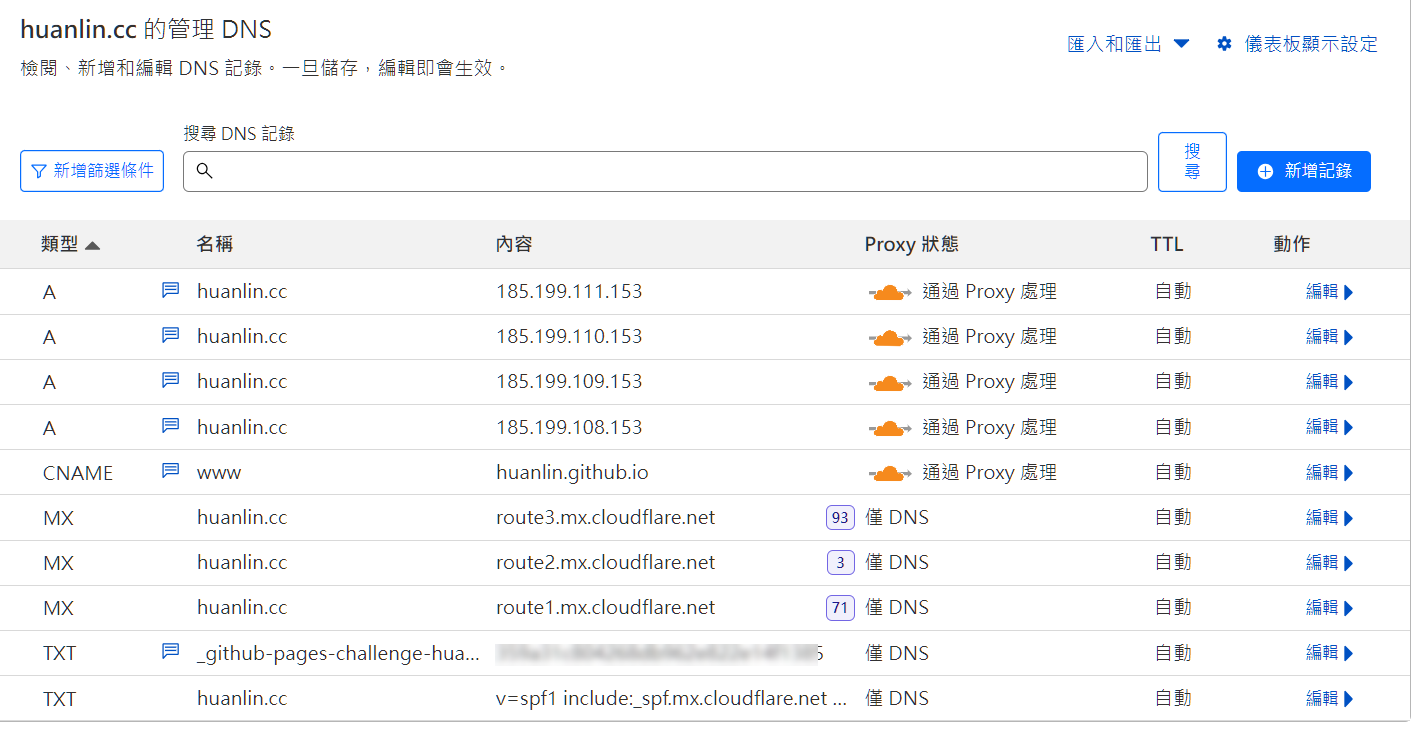 huanlin.cc 的管理 DNS
匯入和匯出 儀表板顯示設定
檢閱、新增和編輯 DNS 記錄。一旦儲存，編輯即會生效。
搜尋 DNS 記錄
新增篩選條件 搜尋 新增記錄
類型 名稱 內容 Proxy 狀態 TTL 動作
A huanlin.cc 185.199.111.153 通過 Proxy 處理 自動 編輯
A huanlin.cc 185.199.110.153 通過 Proxy 處理 自動 編輯
A huanlin.cc 185.199.109.153 通過 Proxy 處理 自動 編輯
A huanlin.cc 185.199.108.153 通過 Proxy 處理 自動 編輯
CNAME www huanlin.github.io 通過 Proxy 處理 自動 編輯
MX huanlin.cc route3.mx.cloudflare.net 93 僅 DNS 自動 編輯
MX huanlin.cc route2.mx.cloudflare.net 3 僅 DNS 自動 編輯
MX huanlin.cc route1.mx.cloudflare.net 71 僅 DNS 自動 編輯
TXT _github-pages-challenge-hua... 僅 DNS 自動 編輯
TXT huanlin.cc v=spf1 include:_spf.mx.cloudflare.net ... 僅 DNS 自動 編輯